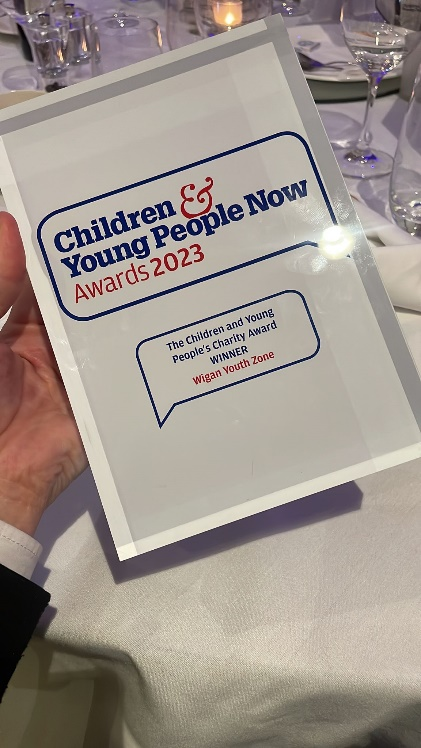 Children &
Young People Now
Awards 2023
The Children and Young
People's Charity Award
WINNER
Wigan Youth Zone